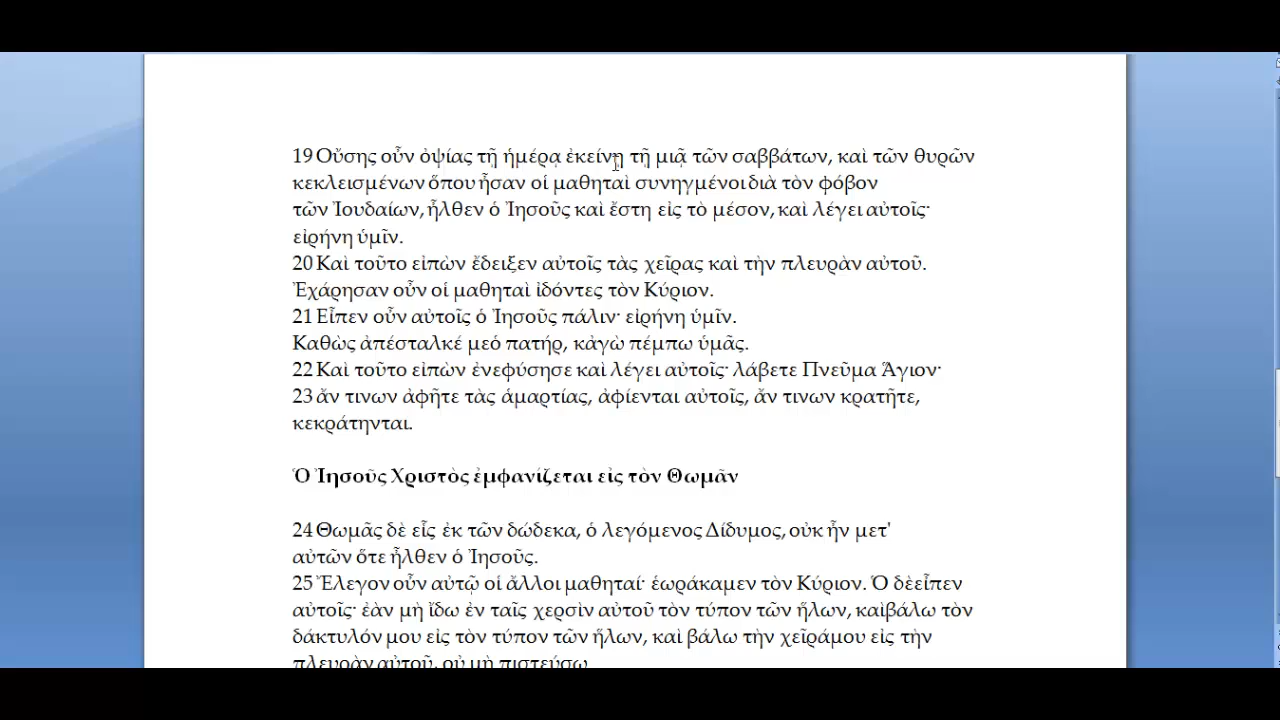 19 Οὔσης οὖν ὀψίας τῇ ἡμέρᾳ ἐκείνῃ τῇ μιᾷ τῶν σαββάτων, καὶ τῶν θυρῶν
κεκλεισμένων ὅπου ἦσαν οἱ μαθηταὶ συνηγμένοι διὰ τὸν φόβον
τῶν Ἰουδαίων, ἦλθεν ὁ Ἰησοῦς καὶ ἔστη εἰς τὸ μέσον, καὶ λέγει αὐτοῖς·
εἰρήνη ὑμῖν.
20 Καὶ τοῦτο εἰπὼν ἔδειξεν αὐτοῖς τὰς χεῖρας καὶ τὴν πλευρὰν αὐτοῦ.
Ἐχάρησαν οὖν οἱ μαθηταὶ ἰδόντες τὸν Κύριον.
21 Εἶπεν οὖν αὐτοῖς ὁ Ἰησοῦς πάλιν· εἰρήνη ὑμῖν.
Καθὼς ἀπέσταλκέ μεὁ πατήρ, κἀγὼ πέμπω ὑμᾶς.
22 Καὶ τοῦτο εἰπὼν ἐνεφύσησε καὶ λέγει αὐτοῖς· λάβετε Πνεῦμα Ἅγιον·
23 ἄν τινων ἀφῆτε τὰς ἁμαρτίας, ἀφίενται αὐτοῖς, ἄν τινων κρατῆτε,
κεκράτηνται.
Ὁ Ἰησοῦς Χριστὸς ἐμφανίζεται εἰς τὸν Θωμᾶν
24 Θωμᾶς δὲ εἷς ἐκ τῶν δώδεκα, ὁ λεγόμενος Δίδυμος, οὐκ ἦν μετ'
αὐτῶν ὅτε ἦλθεν ὁ Ἰησοῦς.
25 Ἔλεγον οὖν αὐτῷ οἱ ἄλλοι μαθηταί· ἑωράκαμεν τὸν Κύριον. Ὁ δὲεἶπεν
αὐτοῖς· ἐὰν μὴ ἴδω ἐν ταῖς χερσὶν αὐτοῦ τὸν τύπον τῶν ἥλων, καὶβάλω τὸν
δάκτυλόν μου εἰς τὸν τύπον τῶν ἥλων, καὶ βάλω τὴν χεῖράμου εἰς τὴν
πλευρὰν αὐτοῦ, οὐ μὴ πιστεύσω